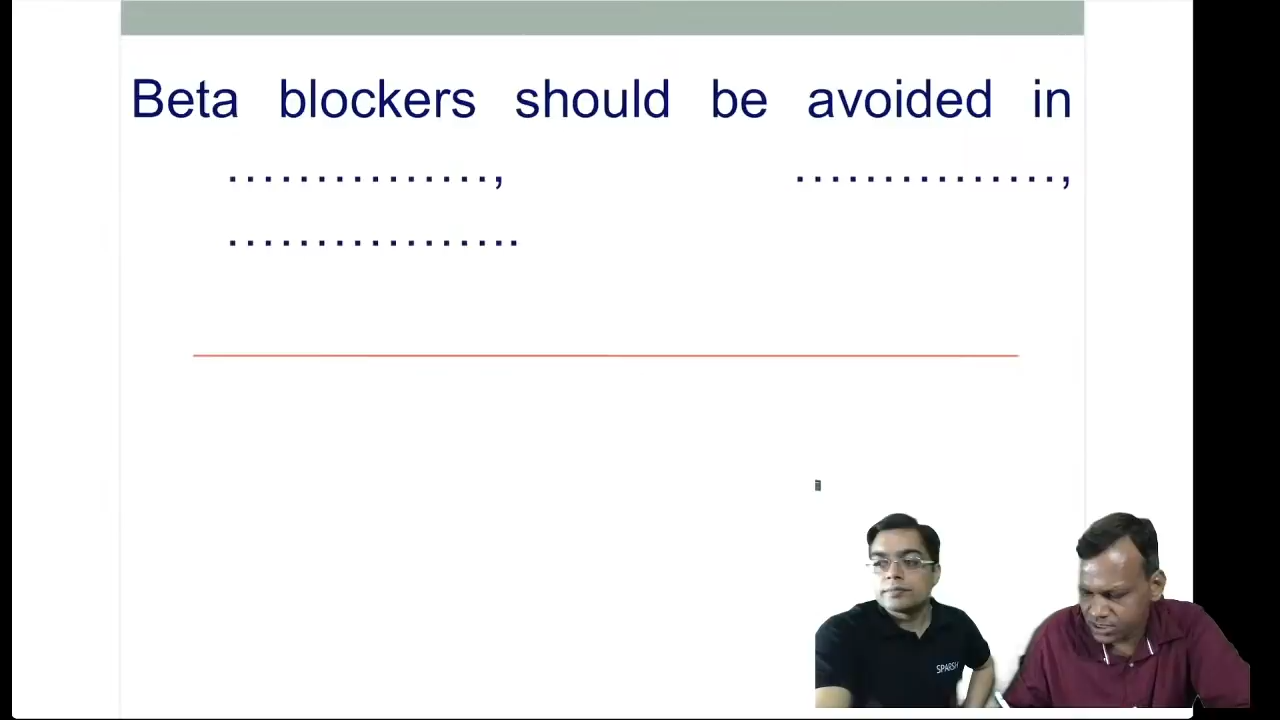 Beta blockers should be avoided in
……………, ……………,
…………….. 
SPARSH